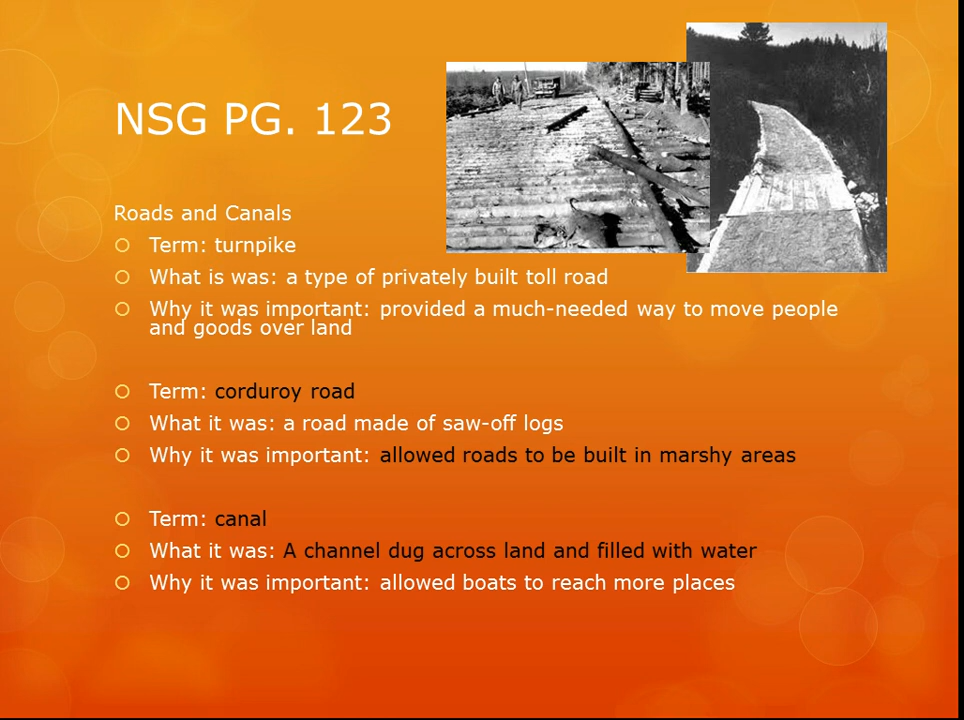 NSG PG. 123
Roads and Canals
Term: turnpike
What is was: a type of privately built toll road
Why it was important: provided a much-needed way to move people
and goods over land
Term: corduroy road
What it was: a road made of saw-off logs
Why it was important: allowed roads to be built in marshy areas
Term: canal
What it was: A channel dug across land and filled with water
Why it was important: allowed boats to reach more places